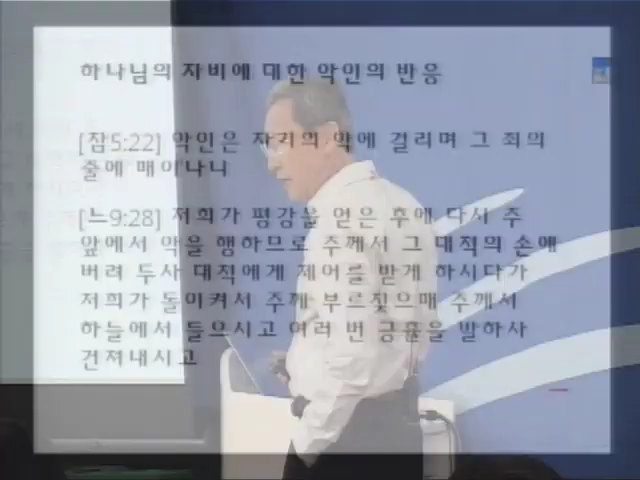 하나님의 자비에 대한 악인의 반응
[잠5:22] 악인은 자기의 악에 걸리며 그 죄의
줄에 매이나니
[느9:28] 저희가 평강을 얻은 후에 다시 주
앞에서 악을 행하므로 주께서 그 대적의 손에
버려 두사 대적에게 제어를 받게 하시다가
저희가 돌이켜서 주께 부르짖으매 주께서
하늘에서 들으시고 여러 번 긍휼을 발하사
건져내시고